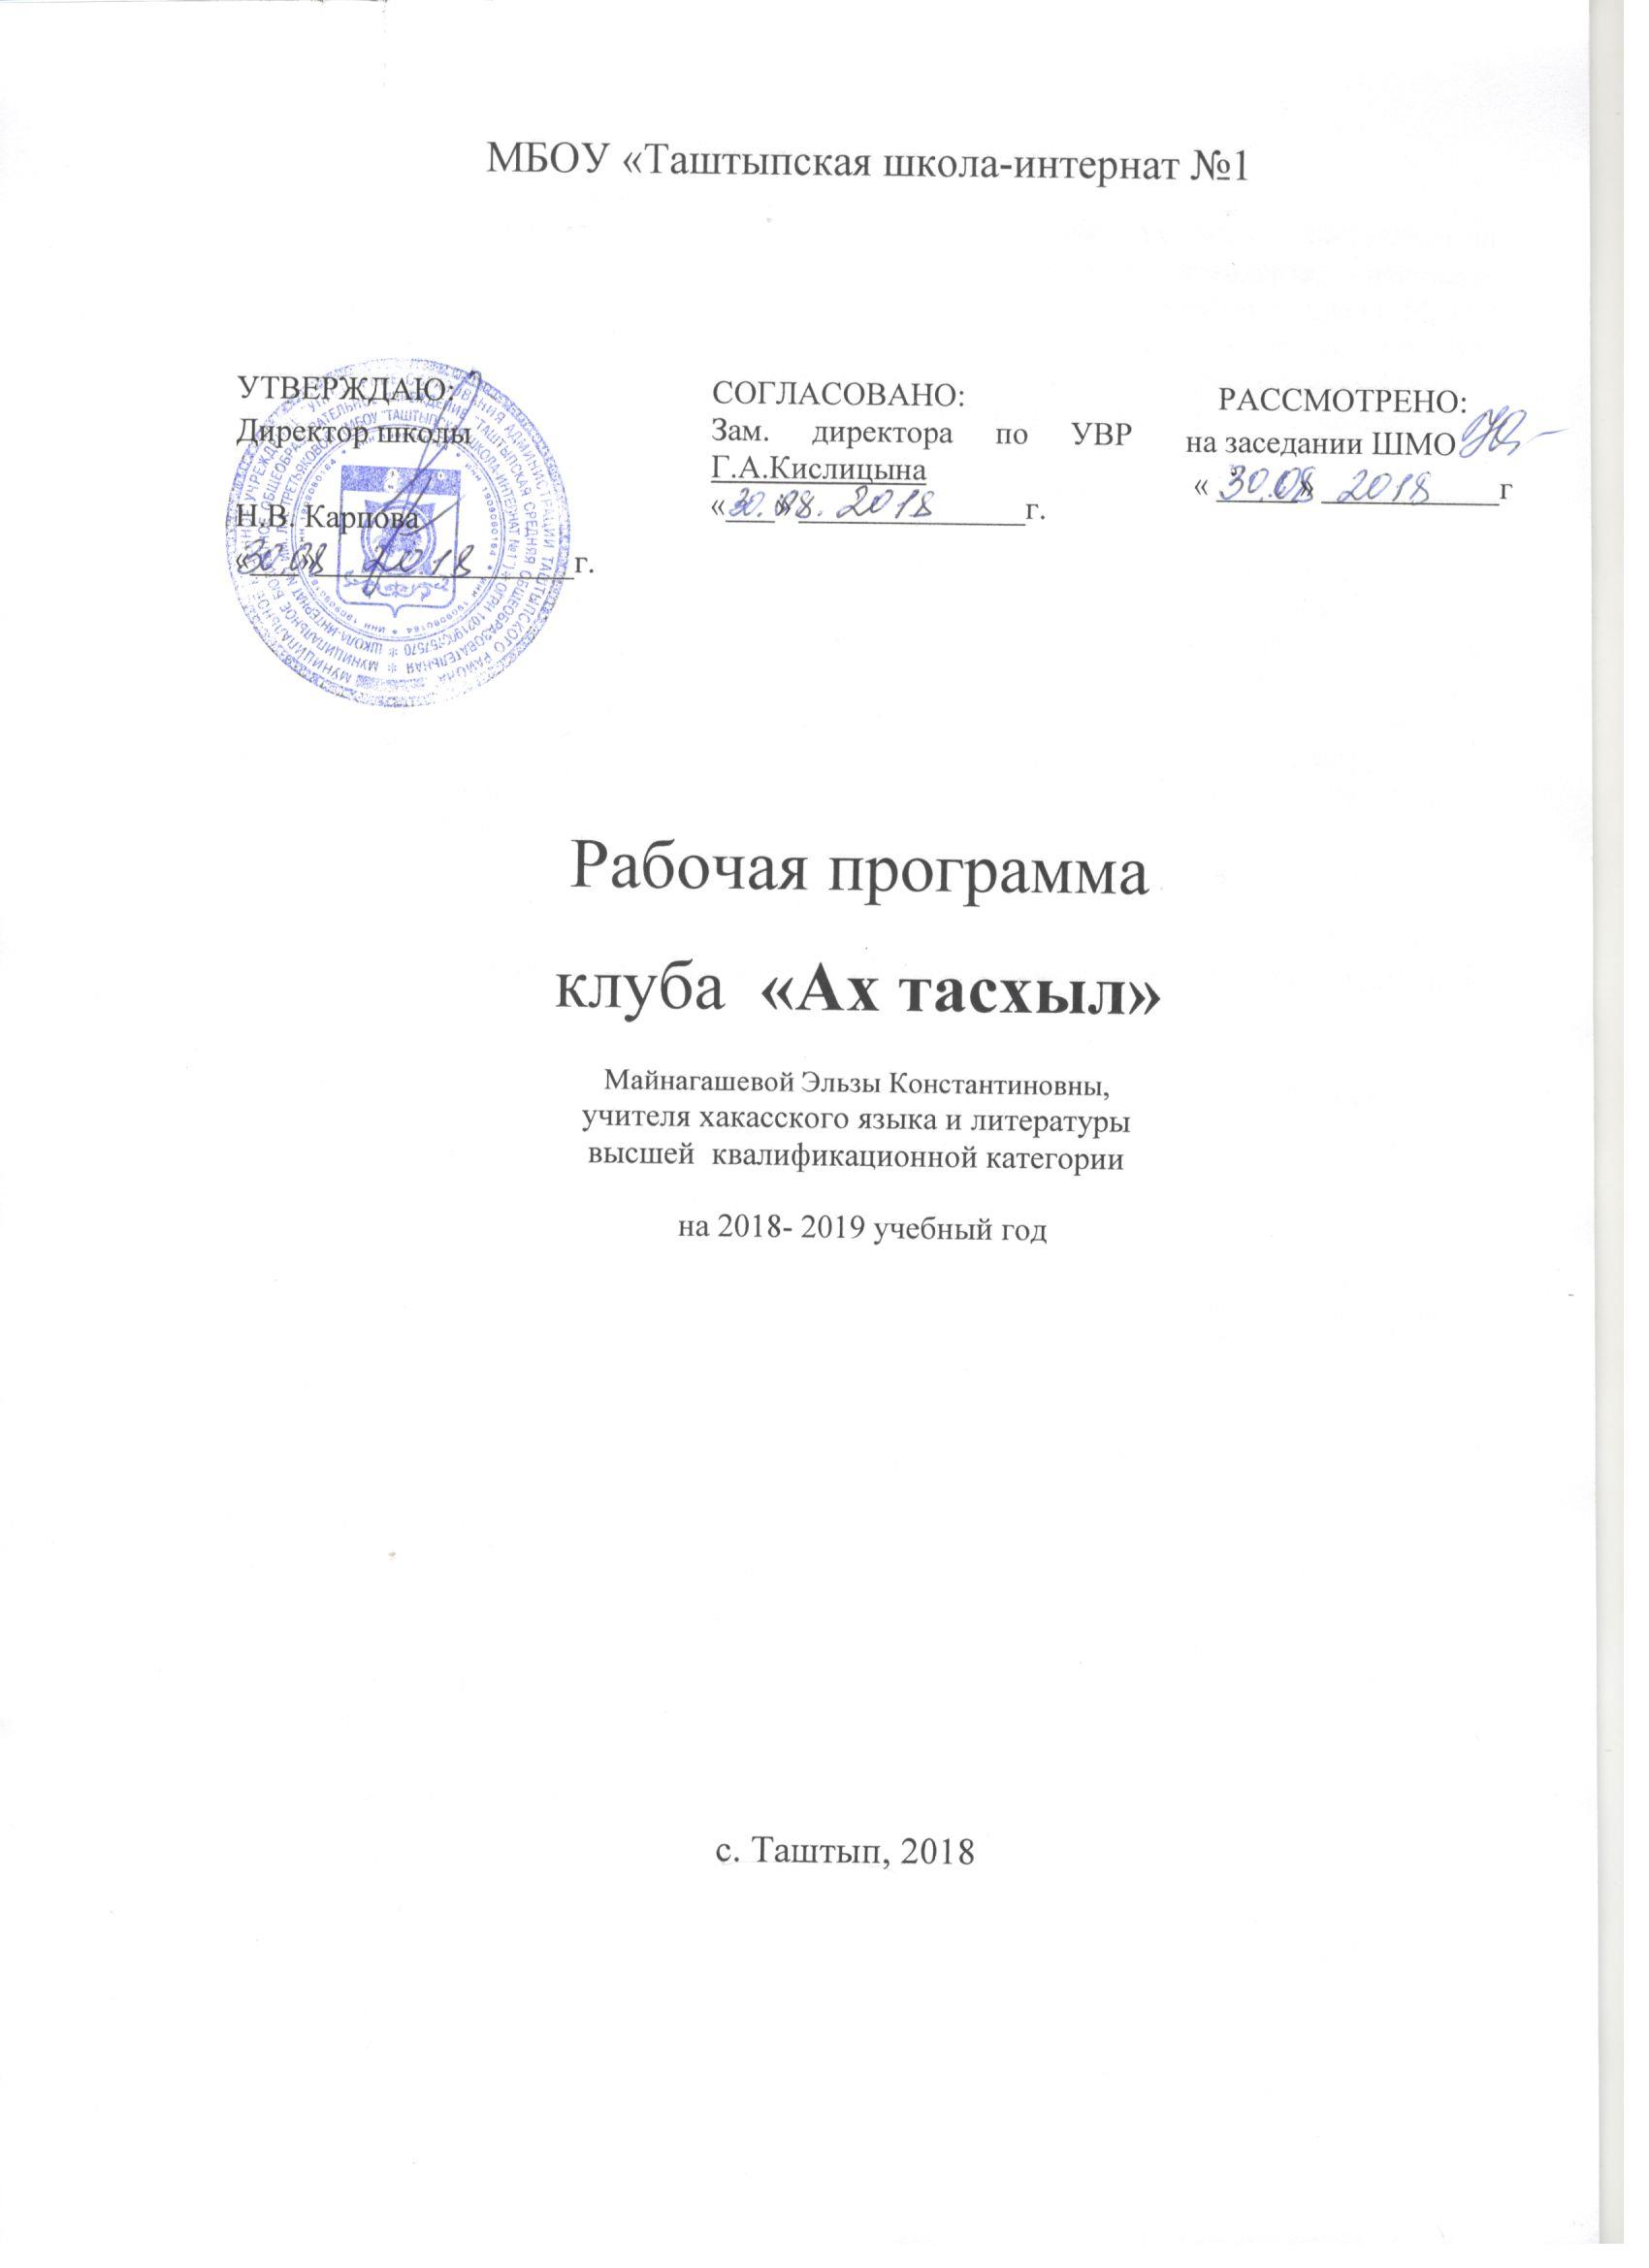 МБОУ «Таштыпская школа-интернат №1
УТВЕРЖДАЮ:
Директор школы
Н.В. Карпова
«30.08» 2018 г.
СОГЛАСОВАНО:
Зам. директора по УВР
Г.А.Кислицына
«30.08» 2018 г.
РАССМОТРЕНО:
на заседании ШМО
« 30.08» 2018 г
Рабочая программа
клуба «Ах тасхыл»
Майнагашевой Эльзы Константиновны,
учителя хакасского языка и литературы
высшей квалификационной категории
на 2018- 2019 учебный год
с. Таштып, 2018